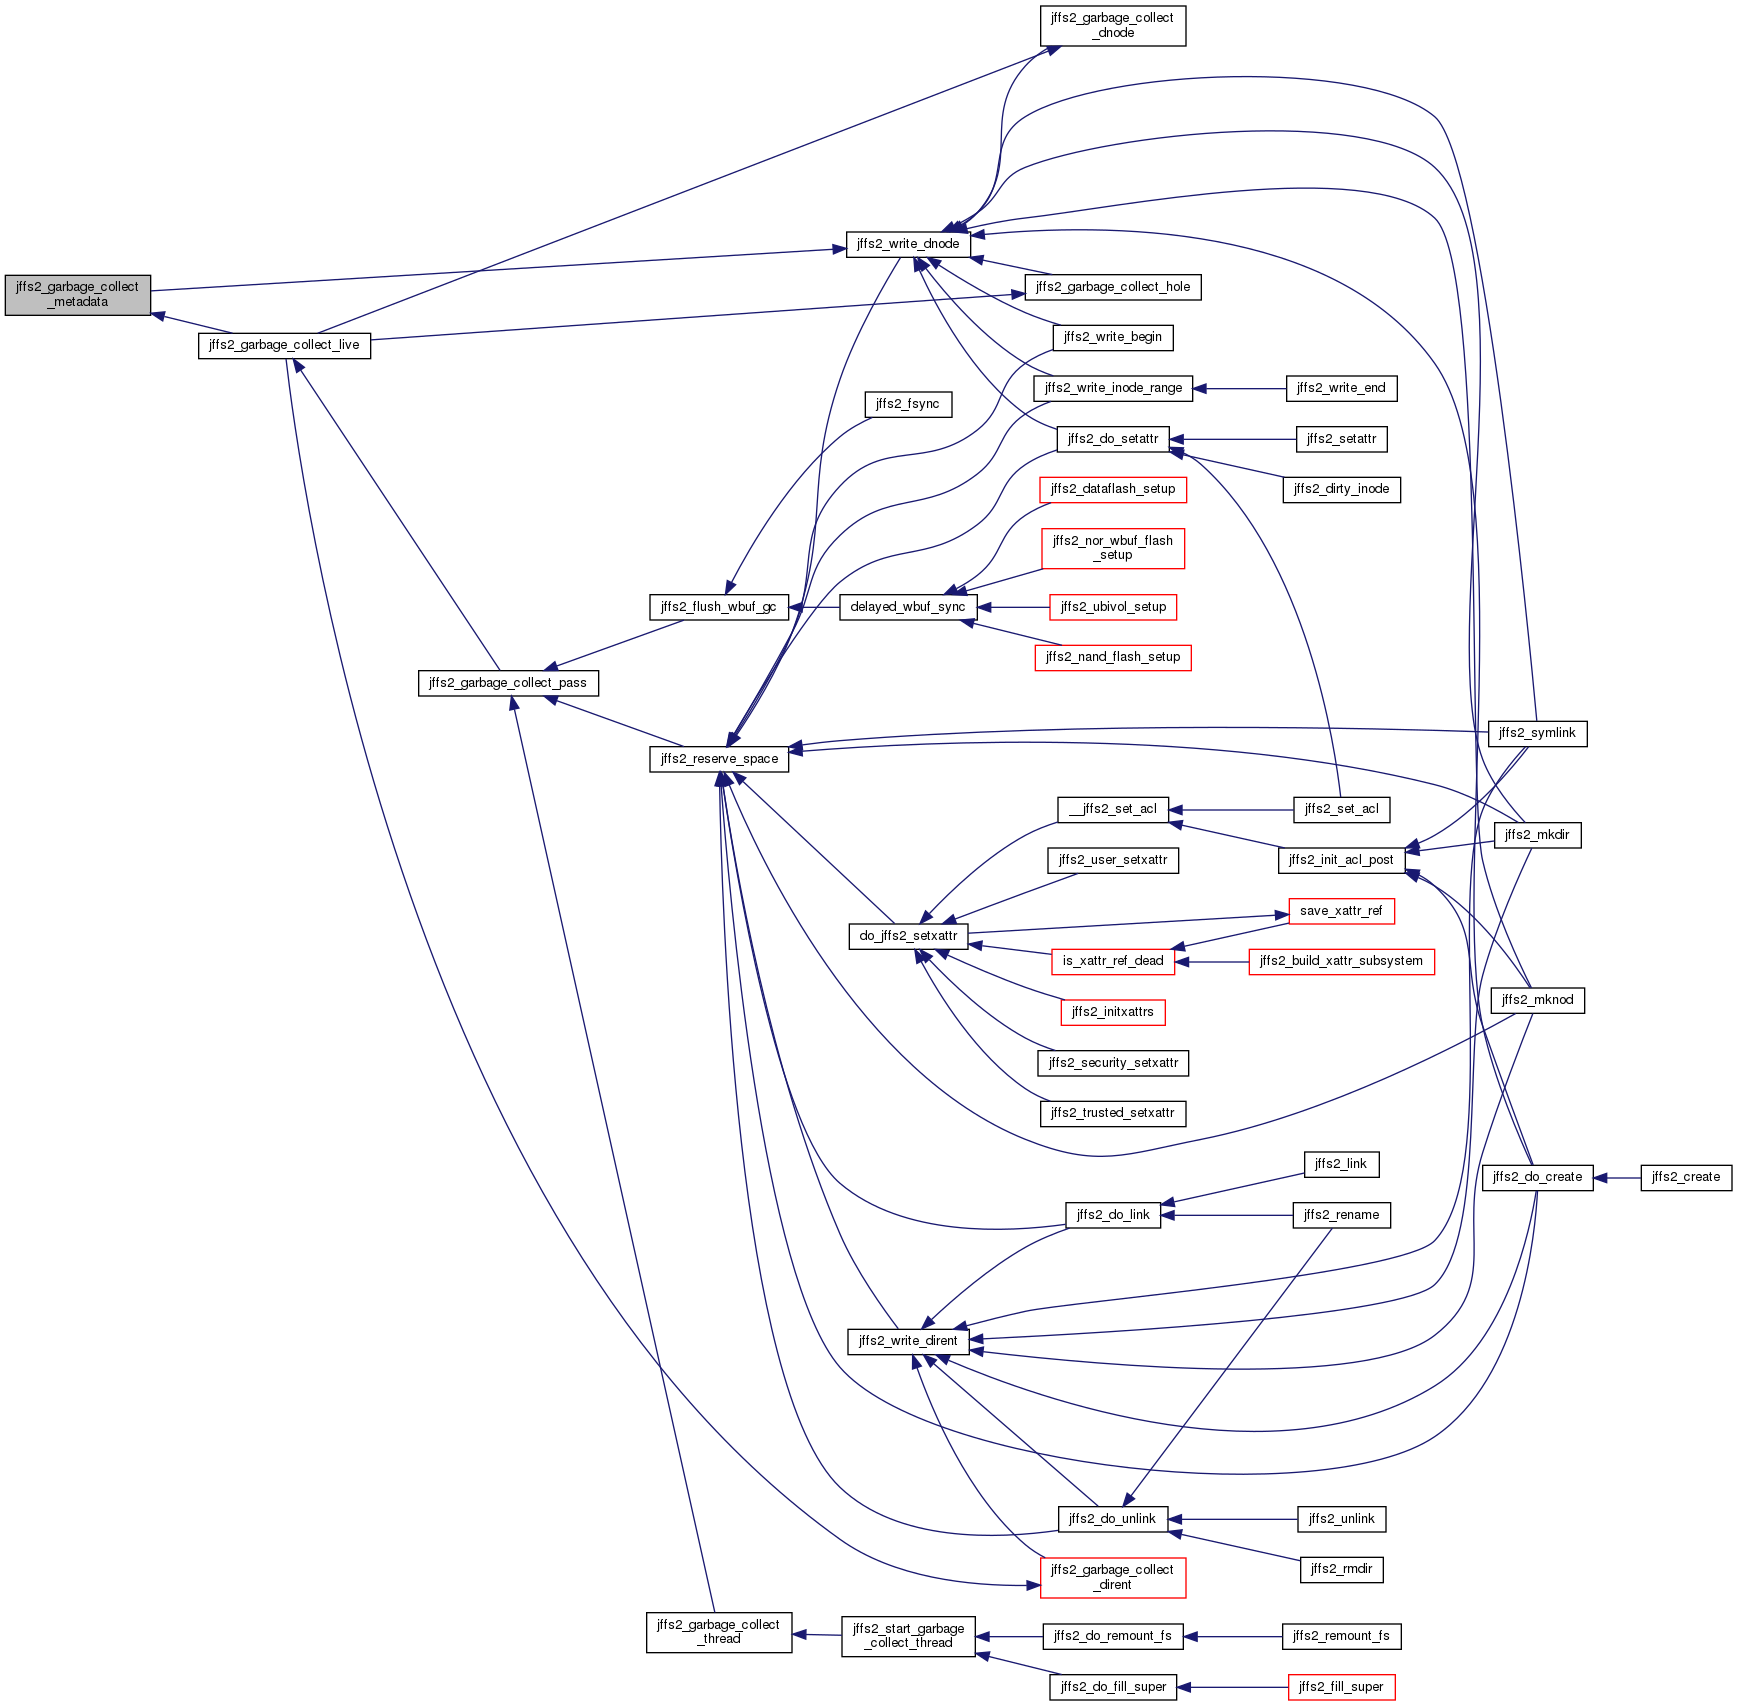 jffs2_garbage_collect
_dnode
jffs2_write_dnode
jffs2_garbage_collect
_metadata
jffs2_garbage_collect_hole
jffs2_write_begin
jffs2_garbage_collect_live
jffs2_write_inode_range
jffs2_write_end
jffs2_fsync
jffs2_do_setattr
jffs2_setattr
jffs2_dataflash_setup
jffs2_dirty_inode
jffs2_nor_wbuf_flash
_setup
jffs2_flush_wbuf_gc
delayed_wbuf_sync
jffs2_ubivol_setup
jffs2_nand_flash_setup
jffs2_garbage_collect_pass
jffs2_symlink
jffs2_reserve_space
__jffs2_set_acl
jffs2_set_acl
jffs2_mkdir
jffs2_user_setxattr
jffs2_init_acl_post
save_xattr_ref
do_jffs2_setxattr
is_xattr_ref_dead
jffs2_build_xattr_subsystem
jffs2_mknod
jffs2_initxattrs
jffs2_security_setxattr
jffs2_trusted_setxattr
jffs2_link
jffs2_do_create
jffs2_create
jffs2_do_link
jffs2_rename
jffs2_write_dirent
jffs2_do_unlink
jffs2_unlink
jffs2_rmdir
jffs2_garbage_collect
_dirent
jffs2_garbage_collect
_thread
jffs2_start_garbage
_collect_thread
jffs2_do_remount_fs
jffs2_remount_fs
jffs2_do_fill_super
jffs2_fill_super